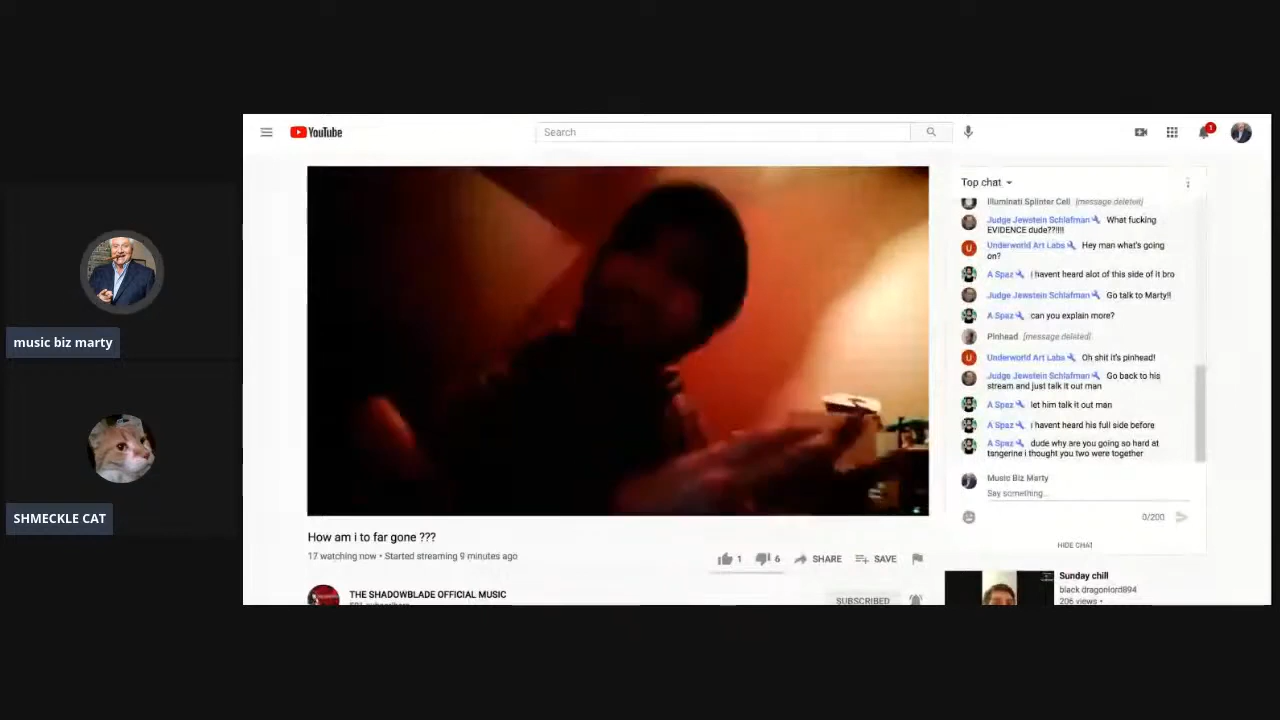 YouTube
Search
1
Top chat
Illuminati Splinter Cell [message deleted]
Judge Jewstein Schlafman What fucking
EVIDENCE dude??!!!!
U Underworld Art Labs Hey man what's going
on?
A Spaz i havent heard alot of this side of it bro
Judge Jewstein Schlafman Go talk to Marty!!
A Spaz can you explain more?
Pinhead [message deleted]
U Underworld Art Labs Oh shit it's pinhead!
Judge Jewstein Schlafman Go back to his
stream and just talk it out man
A Spaz let him talk it out man
A Spaz i havent heard his full side before
A Spaz dude why are you going so hard at
tangerine i thought you two were together
Music Biz Marty
Say something...
0/200
HIDE CHAT
music biz marty
SHMECKLE CAT
How am i to far gone ???
17 watching now • Started streaming 9 minutes ago
1 6 SHARE SAVE
THE SHADOWBLADE OFFICIAL MUSIC
SUBSCRIBED
Sunday chill
black dragonlord894
206 views •